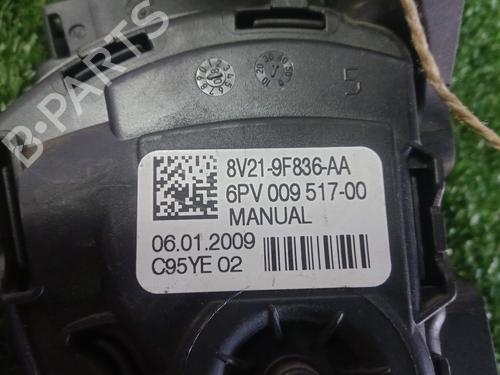 5
8V21-9F836-AA
6PV 009 517-00
MANUAL
06.01.2009
C95YE 02
B-PARTS